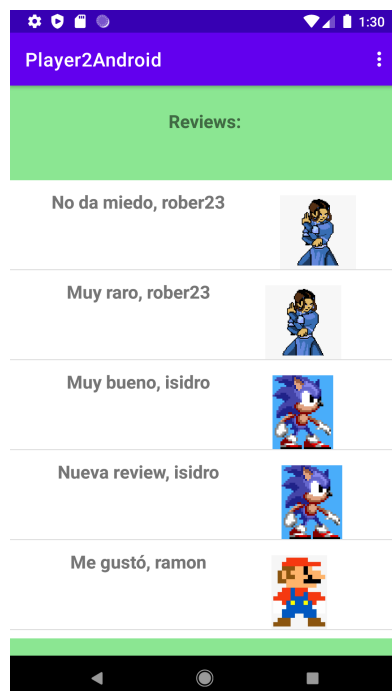 1:30
Player2Android
Reviews:
No da miedo, rober23
Muy raro, rober23
Muy bueno, isidro
Nueva review, isidro
Me gustó, ramon